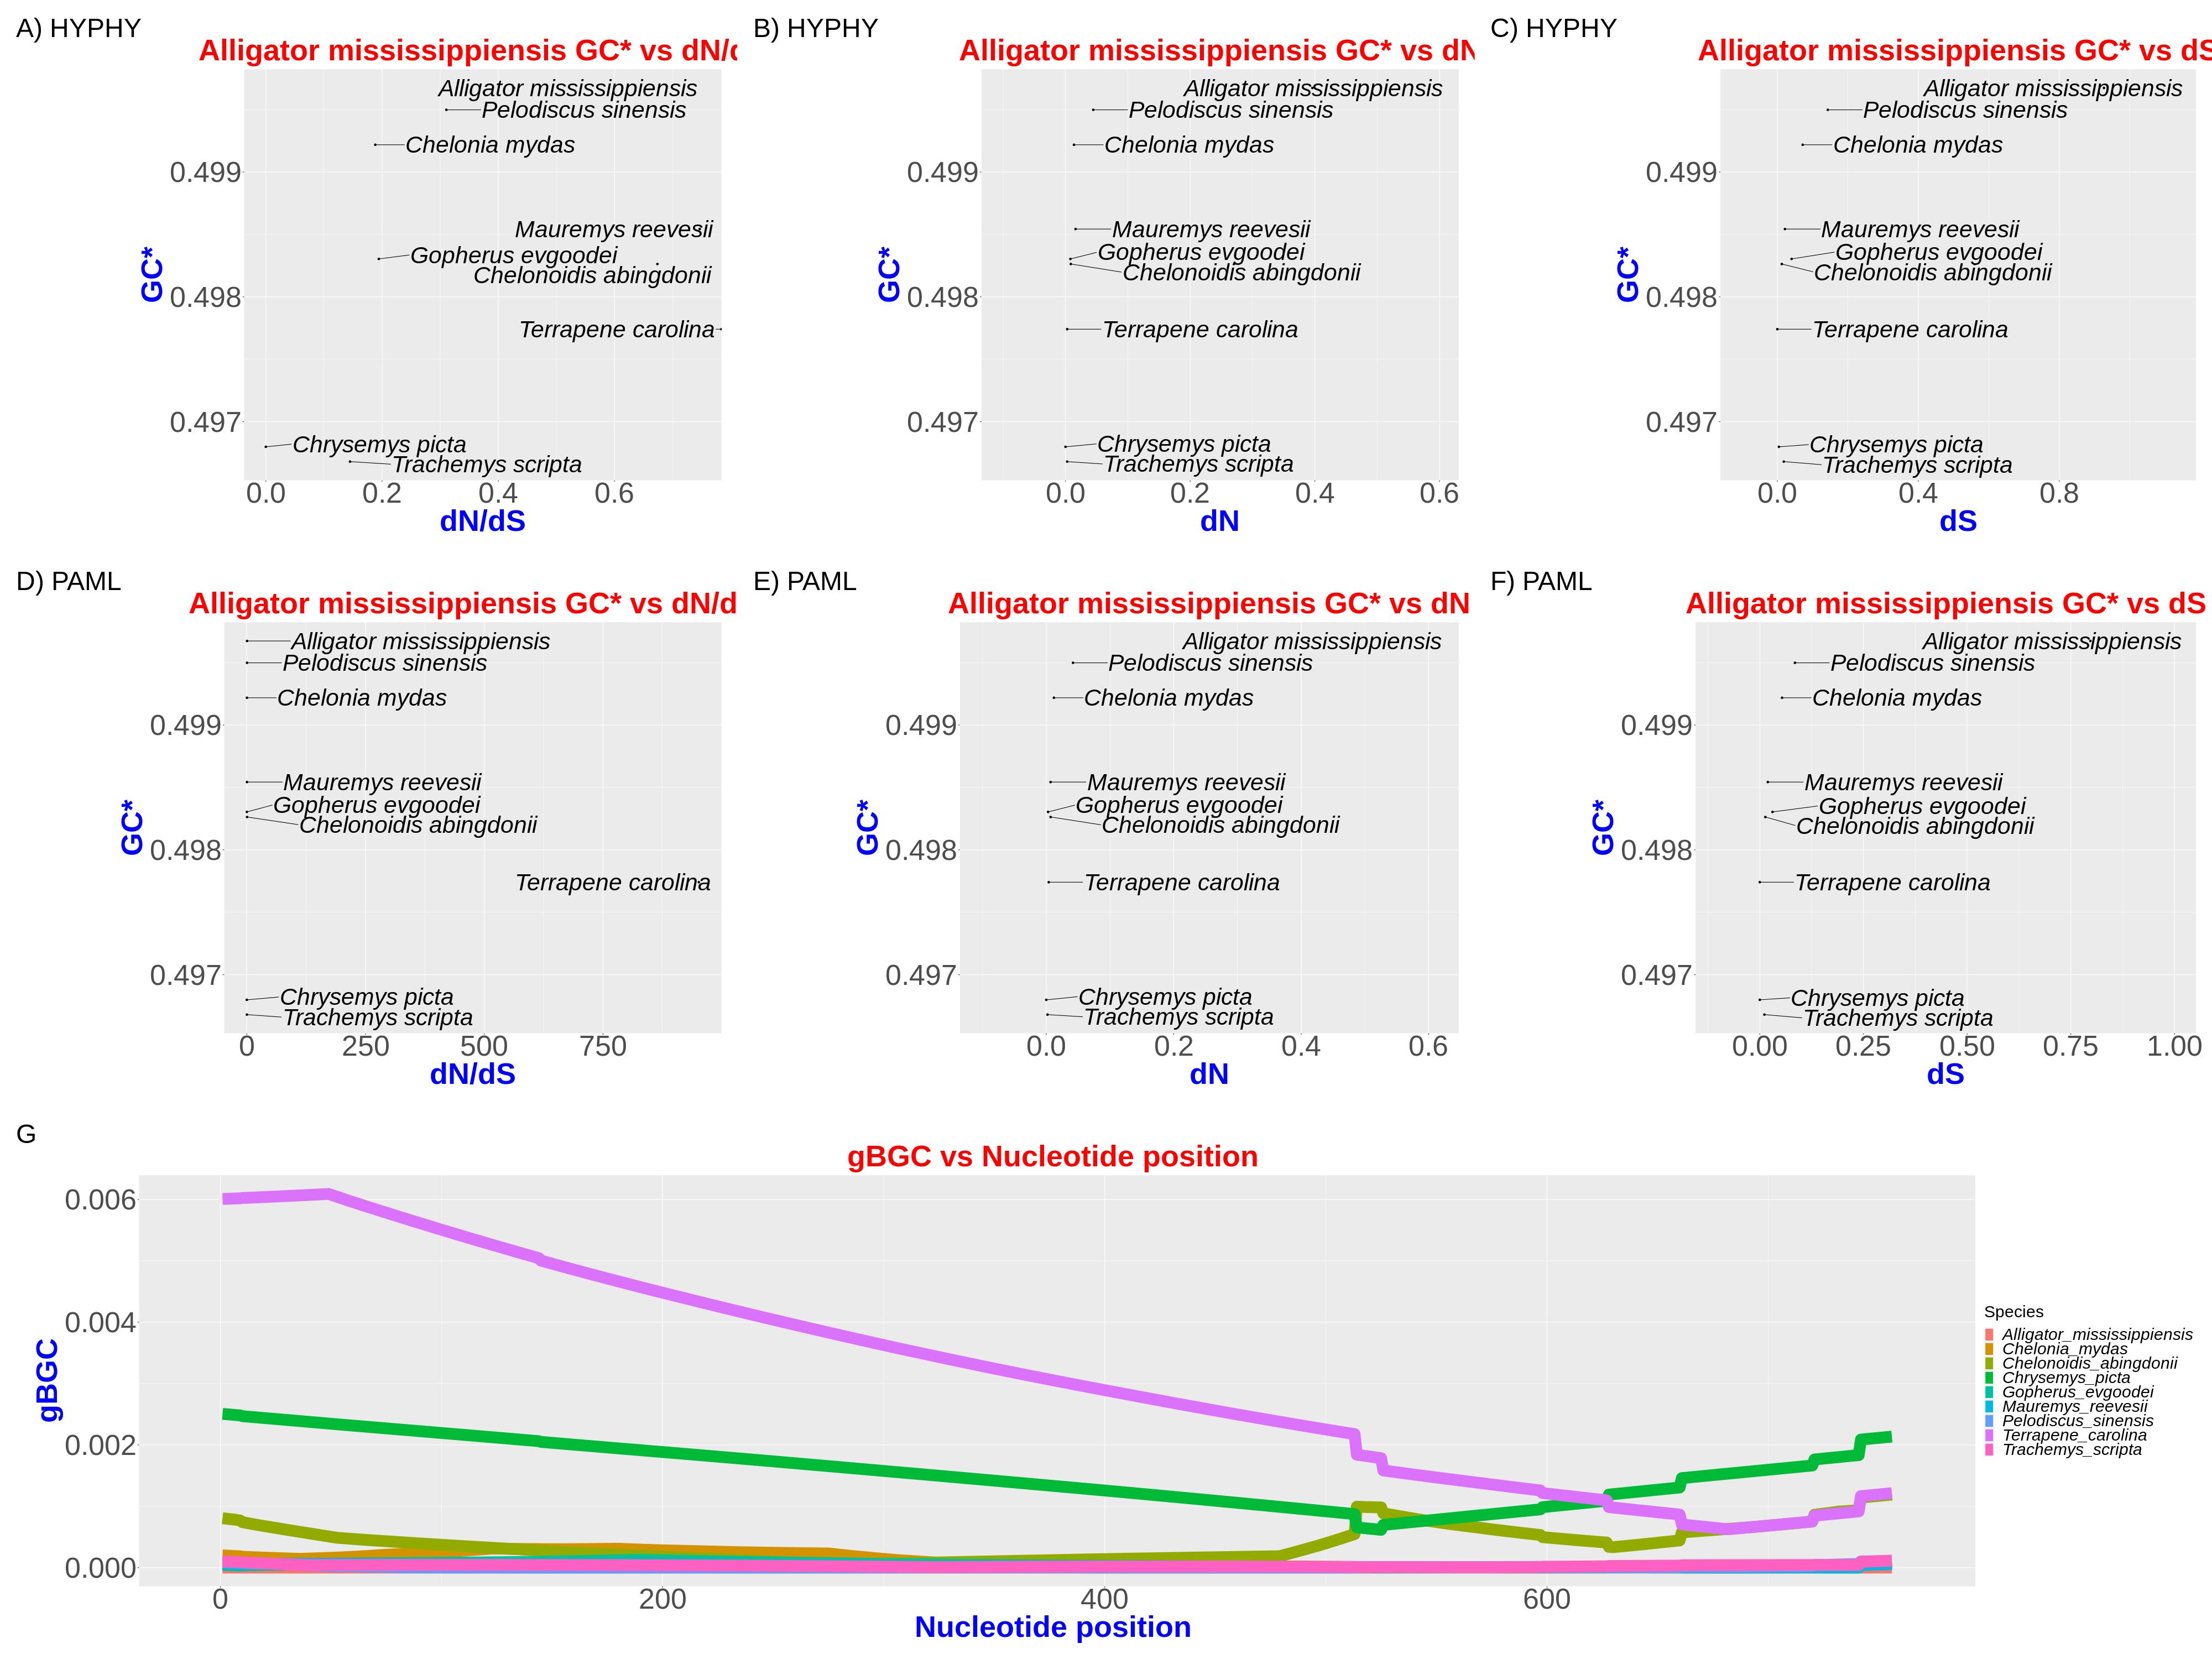 A) HYPHY
Alligator mississippiensis GC* vs dN/d
Alligator mississippiensis
Pelodiscus sinensis
Chelonia mydas
0.499
Mauremys reevesii
Gopherus evgoodei
Chelonoidis abingdonii
GC*
0.498
Terrapene carolina
0.497
Chrysemys picta
Trachemys scripta
0.0 0.2 0.4 0.6
dN/dS
B) HYPHY
Alligator mississippiensis GC* vs dN
Alligator mississippiensis
Pelodiscus sinensis
Chelonia mydas
0.499
Mauremys reevesii
Gopherus evgoodei
Chelonoidis abingdonii
GC*
0.498
Terrapene carolina
0.497
Chrysemys picta
Trachemys scripta
0.0 0.2 0.4 0.6
dN
C) HYPHY
Alligator mississippiensis GC* vs dS
Alligator mississippiensis
Pelodiscus sinensis
Chelonia mydas
0.499
Mauremys reevesii
Gopherus evgoodei
Chelonoidis abingdonii
GC*
0.498
Terrapene carolina
0.497
Chrysemys picta
Trachemys scripta
0.0 0.4 0.8
dS
D) PAML
Alligator mississippiensis GC* vs dN/d
Alligator mississippiensis
Pelodiscus sinensis
Chelonia mydas
0.499
Mauremys reevesii
Gopherus evgoodei
Chelonoidis abingdonii
GC*
0.498
Terrapene carolina
0.497
Chrysemys picta
Trachemys scripta
0 250 500 750
dN/dS
E) PAML
Alligator mississippiensis GC* vs dN
Alligator mississippiensis
Pelodiscus sinensis
Chelonia mydas
0.499
Mauremys reevesii
Gopherus evgoodei
Chelonoidis abingdonii
GC*
0.498
Terrapene carolina
0.497
Chrysemys picta
Trachemys scripta
0.0 0.2 0.4 0.6
dN
F) PAML
Alligator mississippiensis GC* vs dS
Alligator mississippiensis
Pelodiscus sinensis
Chelonia mydas
0.499
Mauremys reevesii
Gopherus evgoodei
Chelonoidis abingdonii
GC*
0.498
Terrapene carolina
0.497
Chrysemys picta
Trachemys scripta
0.00 0.25 0.50 0.75 1.00
dS
G
gBGC vs Nucleotide position
0.006
0.004
gBGC
0.002
0.000
0 200 400 600
Nucleotide position
Species
Alligator_mississippiensis
Chelonia_mydas
Chelonoidis_abingdonii
Chrysemys_picta
Gopherus_evgoodei
Mauremys_reevesii
Pelodiscus_sinensis
Terrapene_carolina
Trachemys_scripta